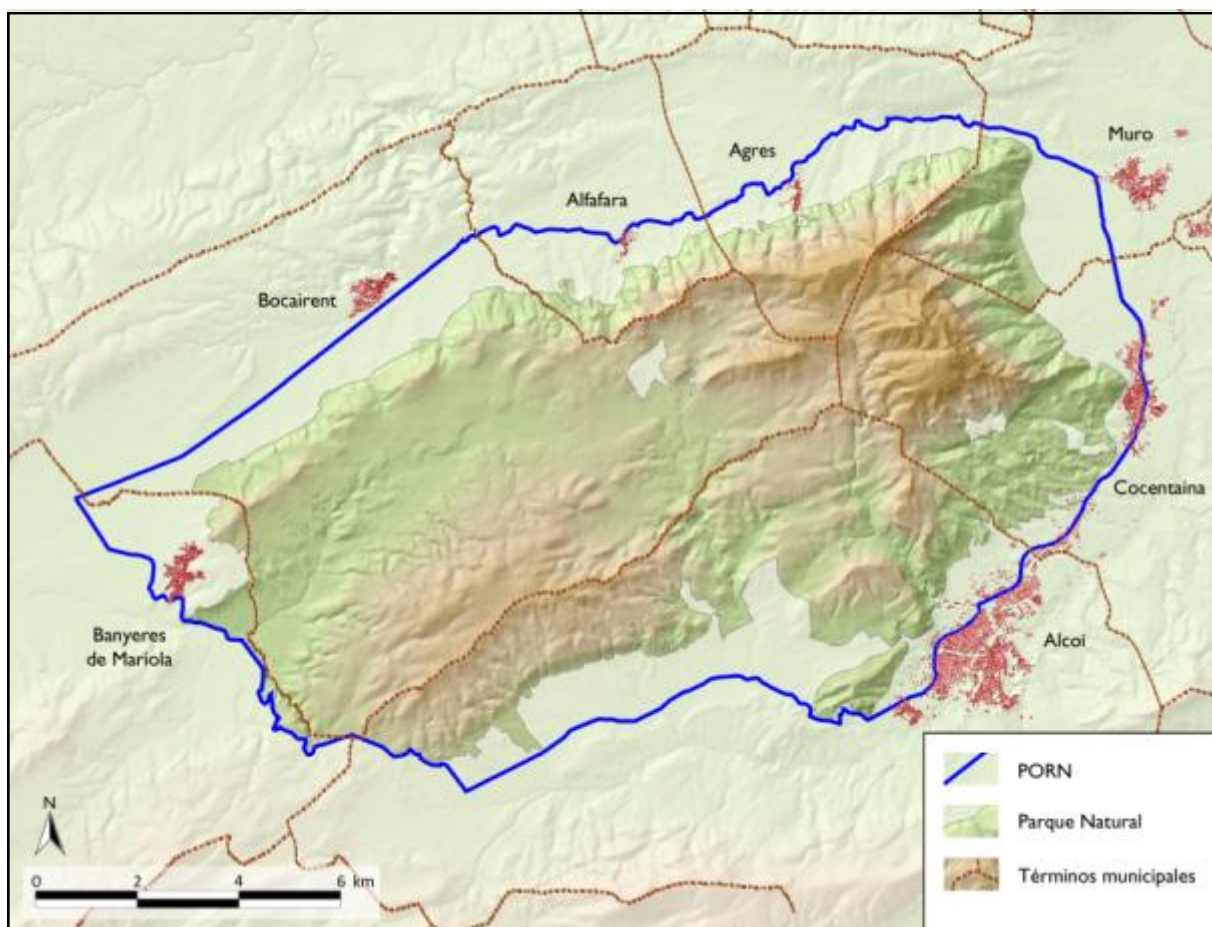 Muro
Agres
Alfafara
Bocairent
Cocentaina
Banyeres
de Mariola
Alcoi
N
0 2 4 6 km
PORN
Parque Natural
Términos municipales